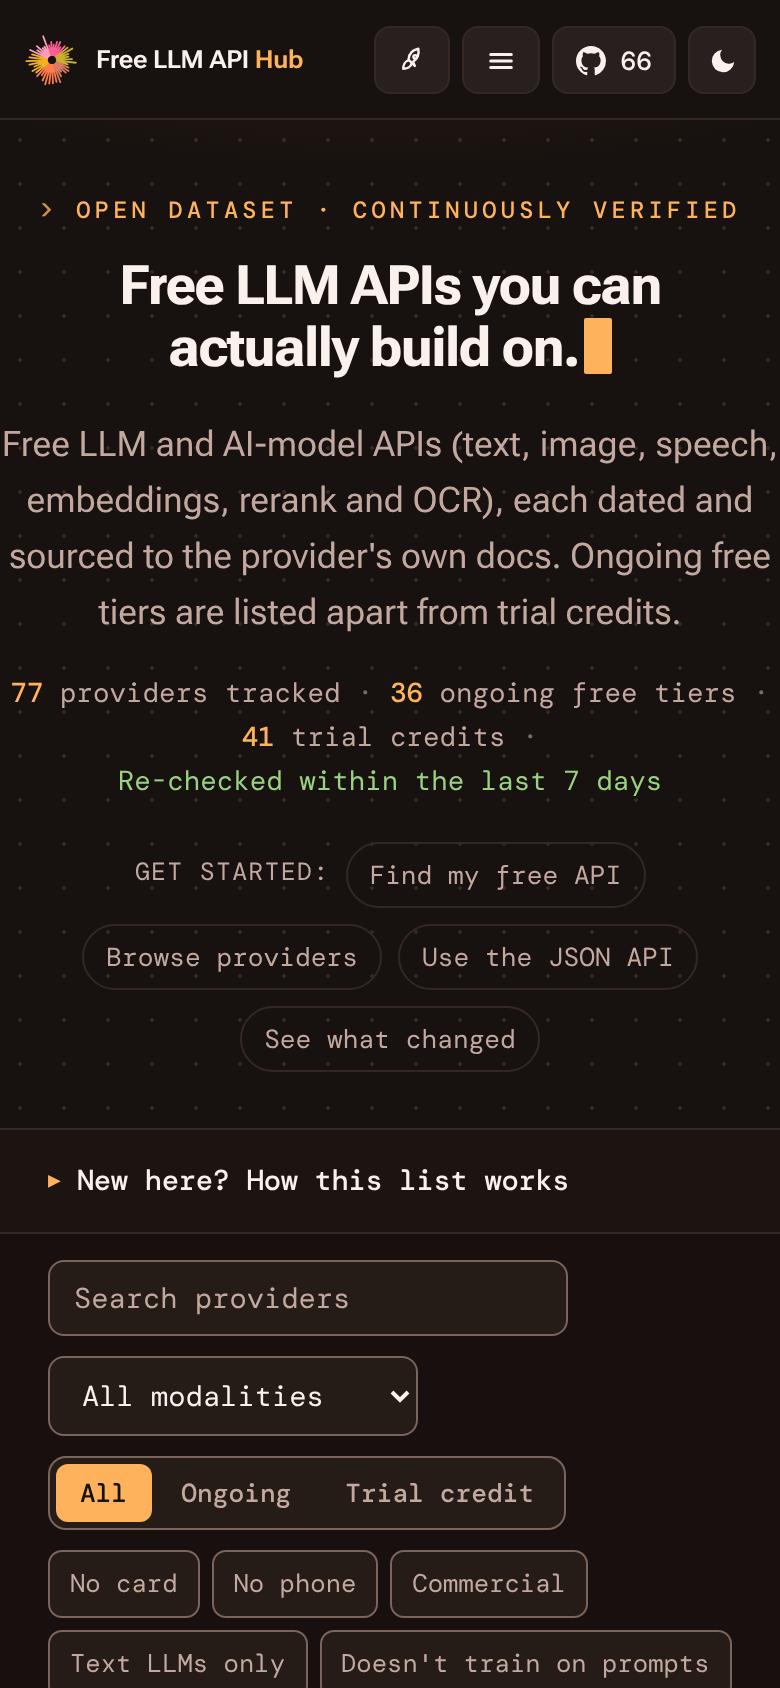 Free LLM API Hub
66
› OPEN DATASET · CONTINUOUSLY VERIFIED
Free LLM APIs you can
actually build on.
Free LLM and AI-model APIs (text, image, speech,
embeddings, rerank and OCR), each dated and
sourced to the provider's own docs. Ongoing free
tiers are listed apart from trial credits.
77 providers tracked · 36 ongoing free tiers ·
41 trial credits ·
Re-checked within the last 7 days
GET STARTED: Find my free API
Browse providers Use the JSON API
See what changed
▸ New here? How this list works
Search providers
All modalities
All Ongoing Trial credit
No card No phone Commercial
Text LLMs only Doesn't train on prompts